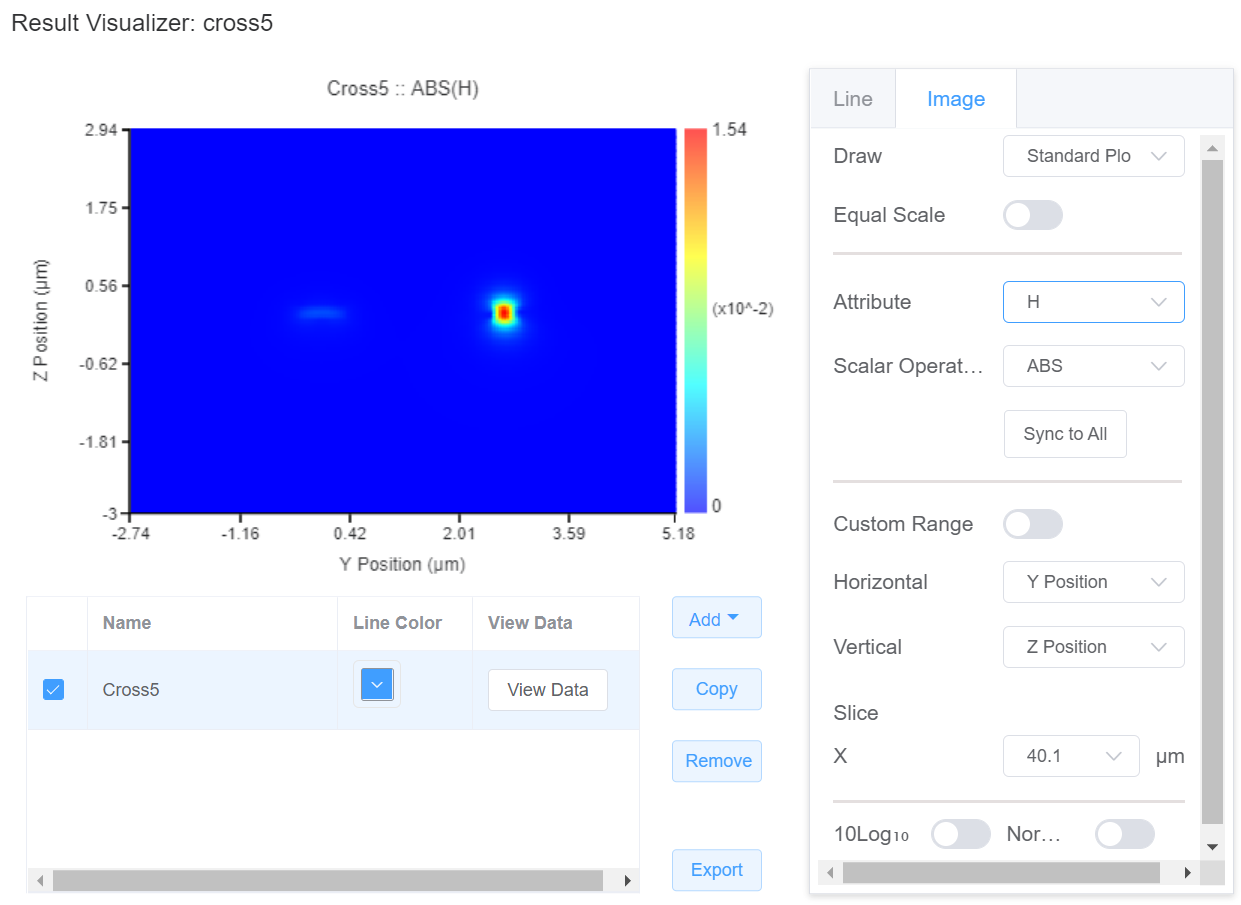 Result Visualizer: cross5
Cross5 :: ABS(H)
2.94
1.75
0.56
-0.62
-1.81
-3
Z Position (μm)
-2.74
-1.16
0.42
2.01
3.59
5.18
Y Position (μm)
1.54
(x10^-2)
0
Name
Line Color
View Data
Cross5
View Data
Add
Copy
Remove
Export
Line
Image
Draw
Standard Plo
Equal Scale
Attribute
H
Scalar Operat...
ABS
Sync to All
Custom Range
Horizontal
Y Position
Vertical
Z Position
Slice
X
40.1
μm
10Log₁₀
Nor...